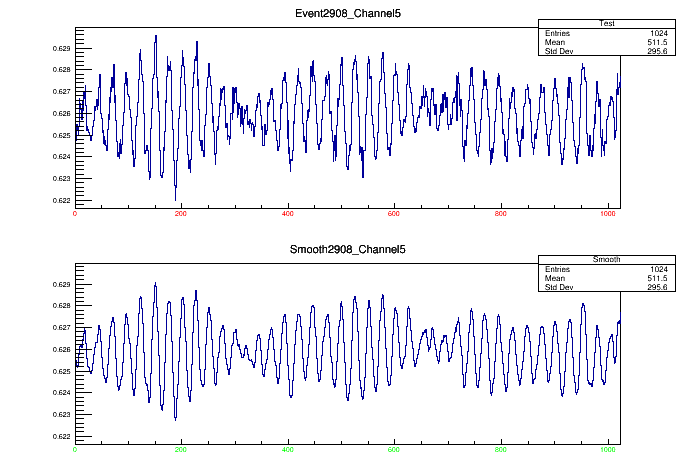 Event2908_Channel5
Test
Entries 1024
Mean 511.5
Std Dev 295.6
0.629
0.628
0.627
0.626
0.625
0.624
0.623
0.622
0 200 400 600 800 1000
Smooth2908_Channel5
Smooth
Entries 1024
Mean 511.5
Std Dev 295.6
0.629
0.628
0.627
0.626
0.625
0.624
0.623
0.622
0 200 400 600 800 1000